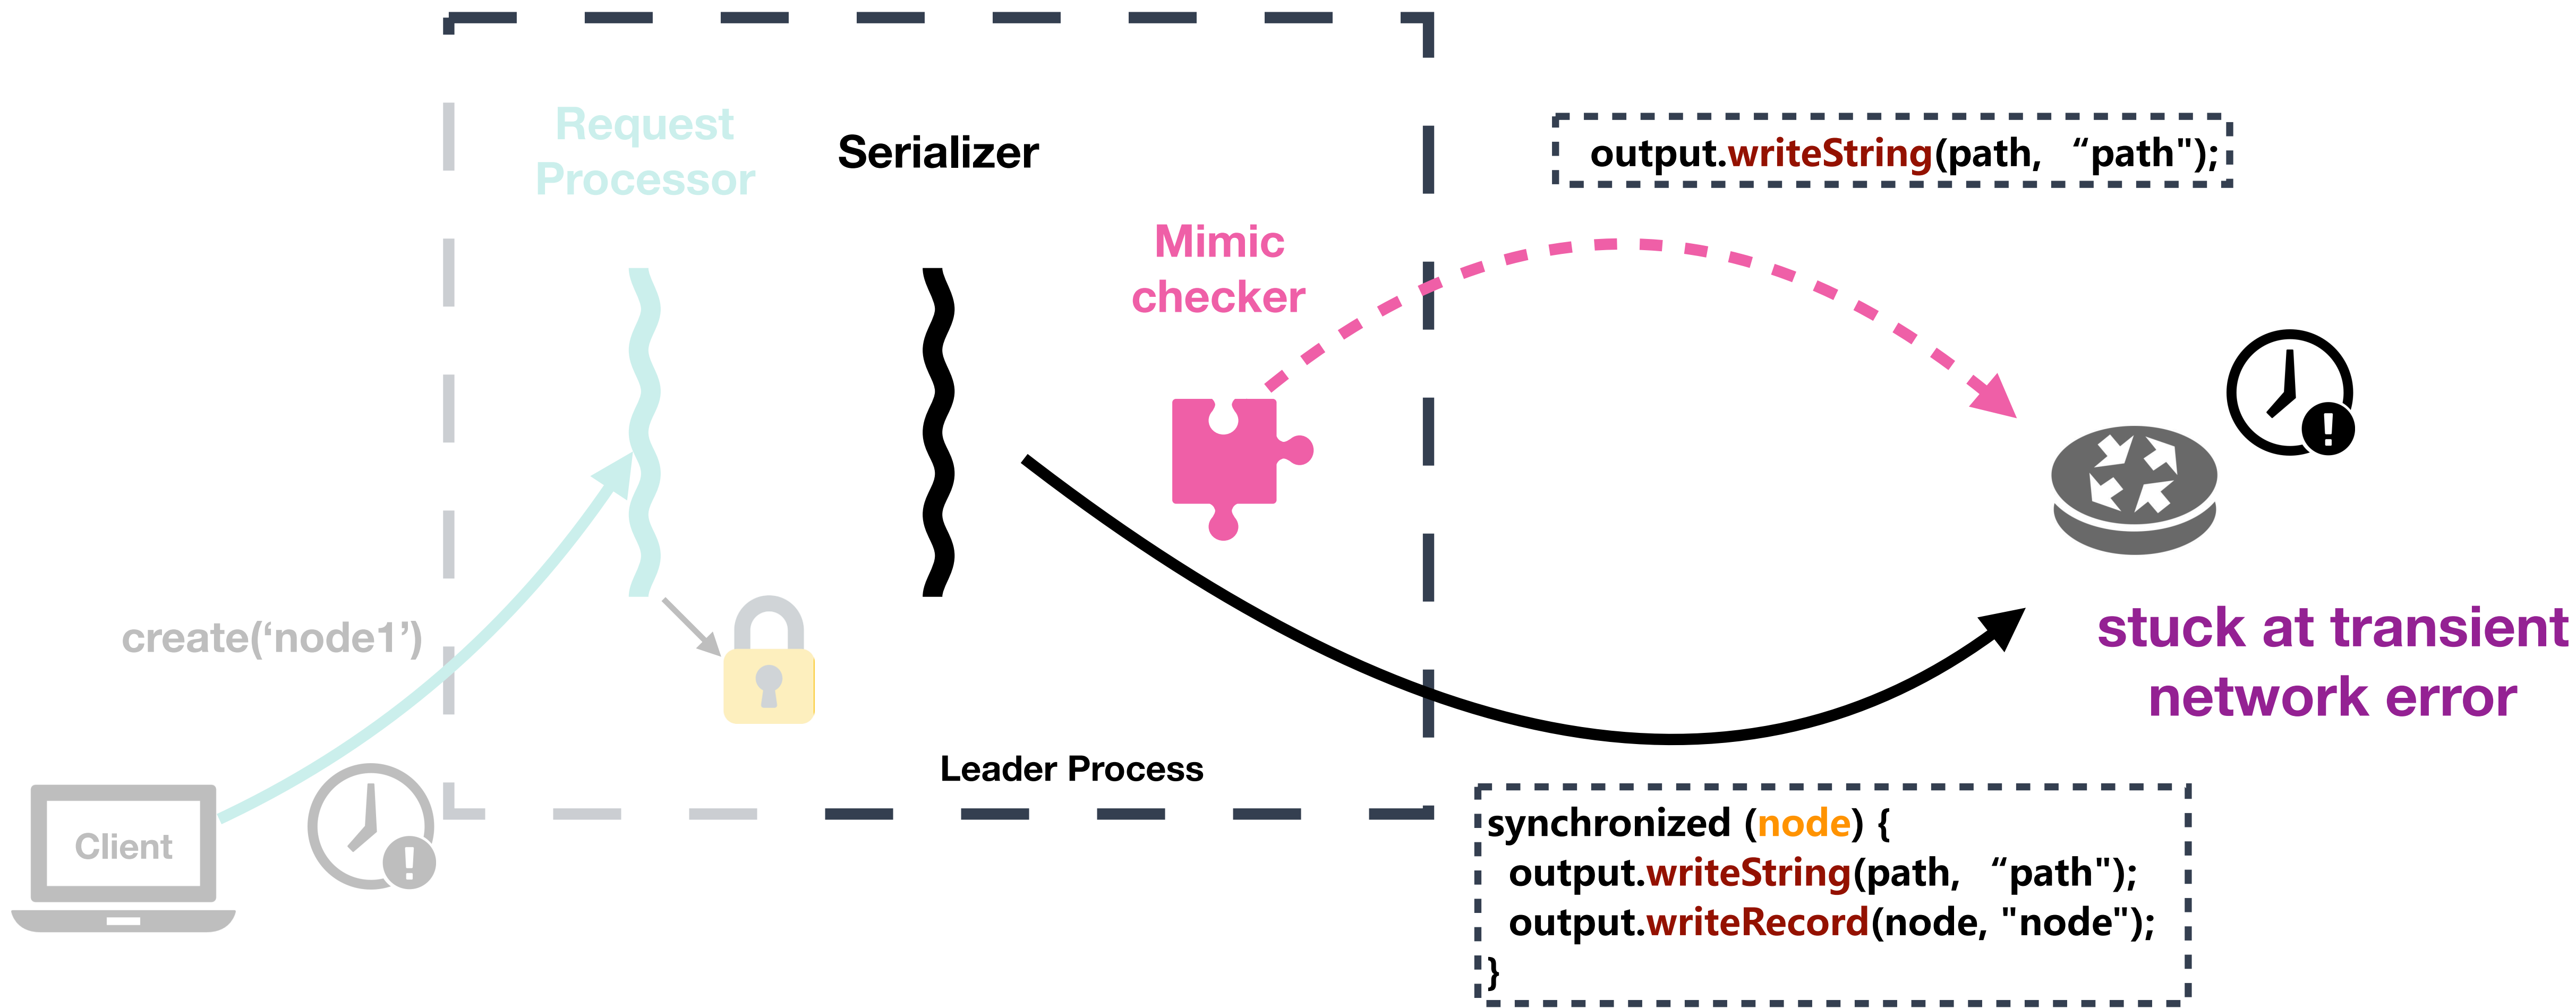 Request
Processor
Serializer
Mimic
checker
output.writeString(path, “path");
create(‘node1’)
stuck at transient
network error
Leader Process
Client
!
!
synchronized (node) {
output.writeString(path, “path");
output.writeRecord(node, "node");
}